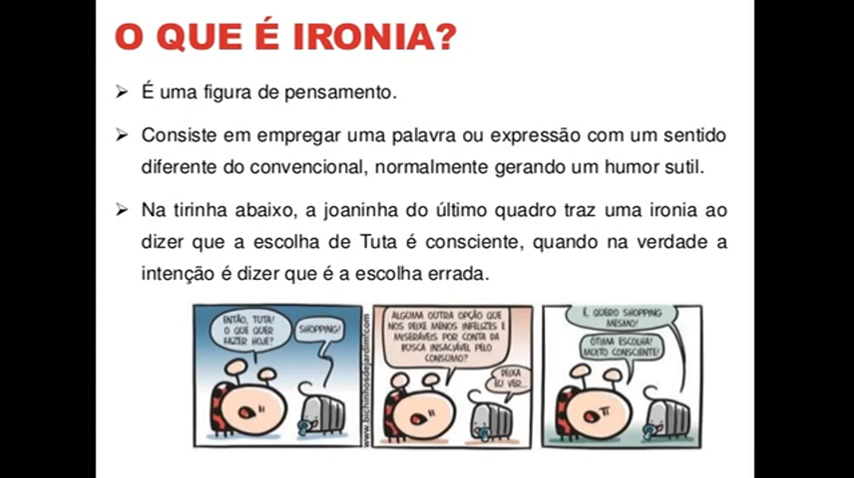 O QUE É IRONIA?
É uma figura de pensamento.
Consiste em empregar uma palavra ou expressão com um sentido
diferente do convencional, normalmente gerando um humor sutil.
Na tirinha abaixo, a joaninha do último quadro traz uma ironia ao
dizer que a escolha de Tuta é consciente, quando na verdade a
intenção é dizer que é a escolha errada.
ENTÃO, TUTA!
O QUE QUER
FAZER HOJE?
SHOPPING!
www.bichinhosdejardim.com
ALGUMA OUTRA OPÇÃO QUE
NOS DEIXE MENOS INFELIZES E
MISERÁVEIS POR CONTA DA
BUSCA INSACIÁVEL PELO
CONSUMO?
DEIXA
EU VER...
É, QUERO SHOPPING
MESMO!
ÓTIMA ESCOLHA!
MUITO CONSCIENTE!